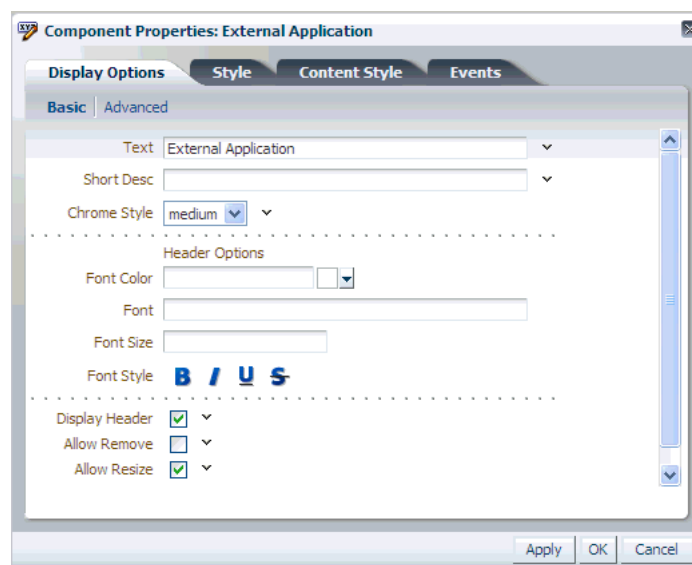 Component Properties: External Application
Display Options Style Content Style Events
Basic Advanced
Text External Application
Short Desc
Chrome Style medium
Header Options
Font Color
Font
Font Size
Font Style B I U S
Display Header
Allow Remove
Allow Resize
Apply OK Cancel